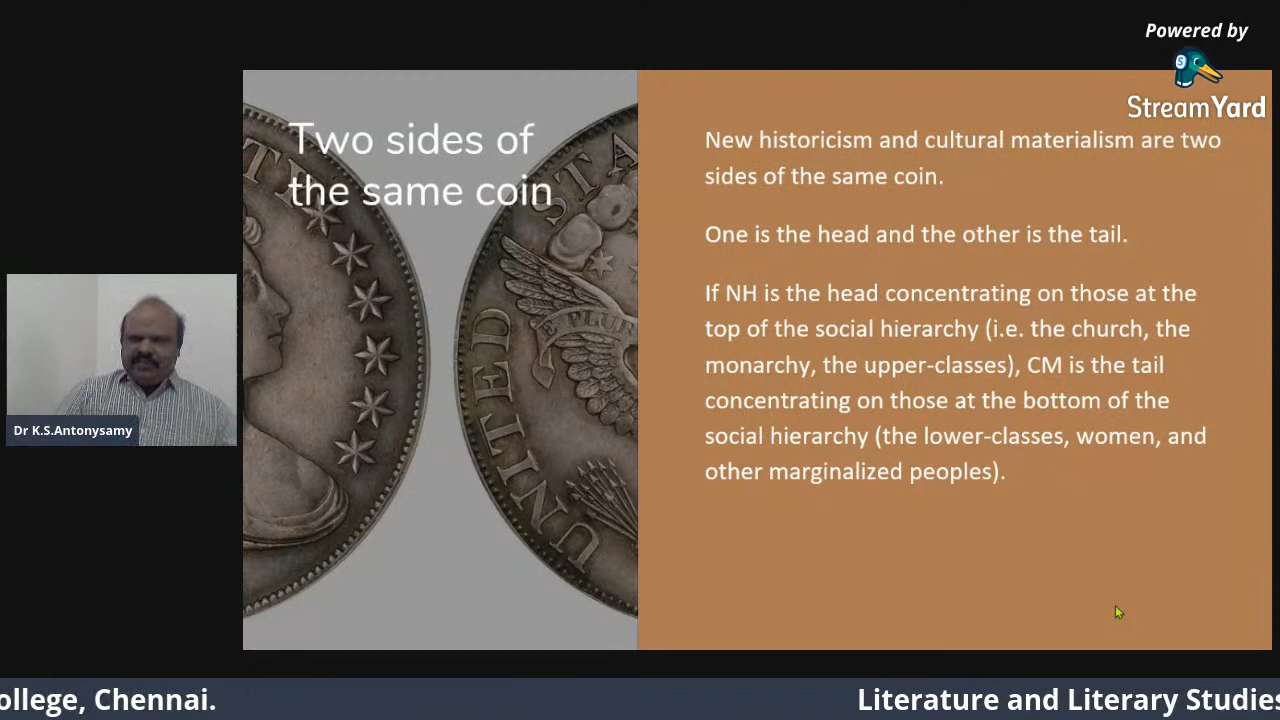 Powered by
StreamYard
Two sides of
the same coin
New historicism and cultural materialism are two
sides of the same coin.
One is the head and the other is the tail.
If NH is the head concentrating on those at the
top of the social hierarchy (i.e. the church, the
monarchy, the upper-classes), CM is the tail
concentrating on those at the bottom of the
social hierarchy (the lower-classes, women, and
other marginalized peoples).
UNITED
STA
E PLUR
Dr K.S.Antonysamy
ollege, Chennai.
Literature and Literary Studies